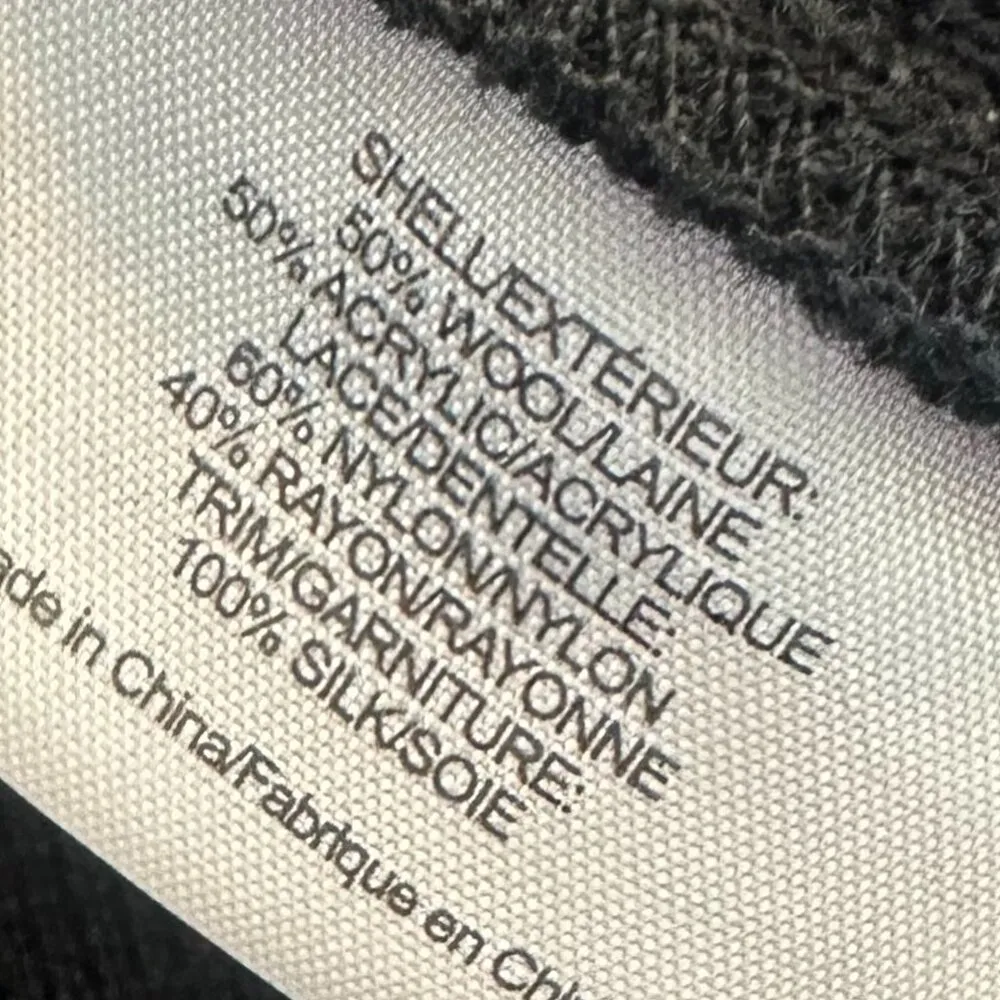 SHELL/EXTÉRIEUR:
50% WOOL/LAINE
50% ACRYLIC/ACRYLIQUE
LACE/DENTELLE:
60% NYLON/NYLON
40% RAYON/RAYONNE
TRIM/GARNITURE:
100% SILK/SOIE
ade in China/Fabrique en Chi